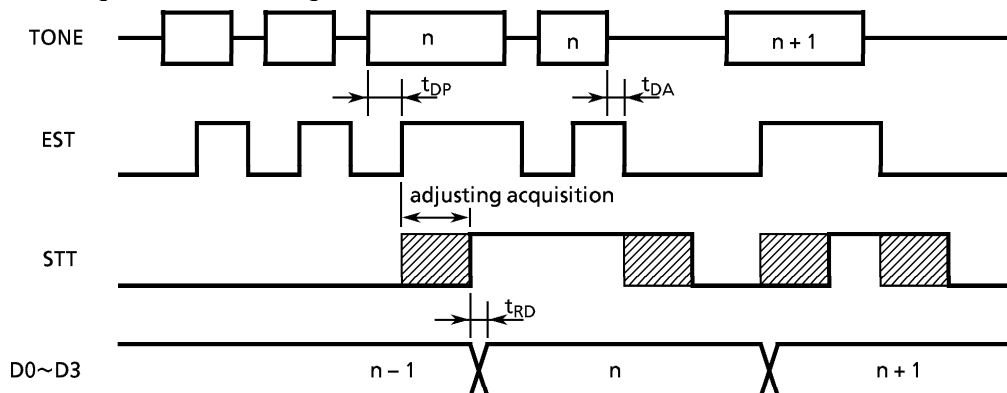 TONE n n n + 1
tDP tDA
EST
adjusting acquisition
STT
tRD
D0~D3 n – 1 n n + 1